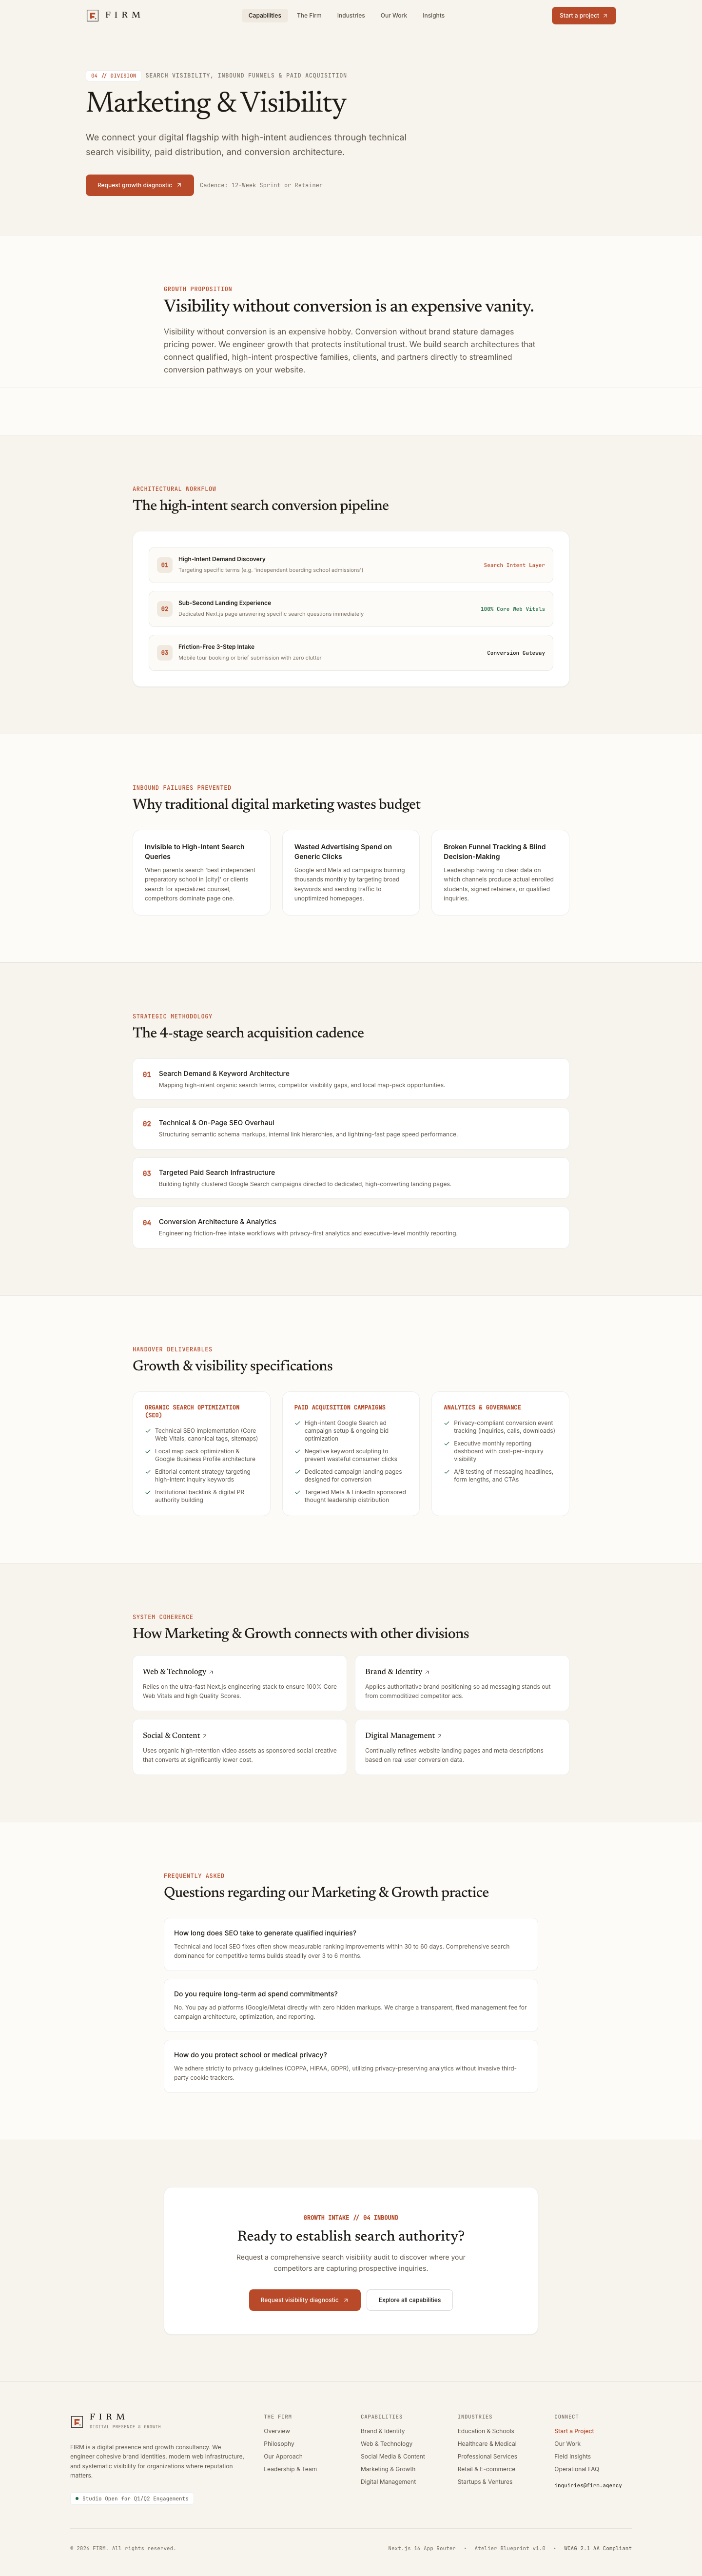 FIRM
Capabilities
The Firm
Industries
Our Work
Insights
Start a project
04 // DIVISION
SEARCH VISIBILITY, INBOUND FUNNELS & PAID ACQUISITION
Marketing & Visibility
We connect your digital flagship with high-intent audiences through technical
search visibility, paid distribution, and conversion architecture.
Request growth diagnostic
Cadence: 12-Week Sprint or Retainer
GROWTH PROPOSITION
Visibility without conversion is an expensive vanity.
Visibility without conversion is an expensive hobby. Conversion without brand stature damages
pricing power. We engineer growth that protects institutional trust. We build search architectures that
connect qualified, high-intent prospective families, clients, and partners directly to streamlined
conversion pathways on your website.
ARCHITECTURAL WORKFLOW
The high-intent search conversion pipeline
01
High-Intent Demand Discovery
Targeting specific terms (e.g. 'independent boarding school admissions')
Search Intent Layer
02
Sub-Second Landing Experience
Dedicated Next.js page answering specific search questions immediately
100% Core Web Vitals
03
Friction-Free 3-Step Intake
Mobile tour booking or brief submission with zero clutter
Conversion Gateway
INBOUND FAILURES PREVENTED
Why traditional digital marketing wastes budget
Invisible to High-Intent Search
Queries
When parents search 'best independent
preparatory school in [city]' or clients
search for specialized counsel,
competitors dominate page one.
Wasted Advertising Spend on
Generic Clicks
Google and Meta ad campaigns burning
thousands monthly by targeting broad
keywords and sending traffic to
unoptimized homepages.
Broken Funnel Tracking & Blind
Decision-Making
Leadership having no clear data on
which channels produce actual enrolled
students, signed retainers, or qualified
inquiries.
STRATEGIC METHODOLOGY
The 4-stage search acquisition cadence
01
Search Demand & Keyword Architecture
Mapping high-intent organic search terms, competitor visibility gaps, and local map-pack opportunities.
02
Technical & On-Page SEO Overhaul
Structuring semantic schema markups, internal link hierarchies, and lightning-fast page speed performance.
03
Targeted Paid Search Infrastructure
Building tightly clustered Google Search campaigns directed to dedicated, high-converting landing pages.
04
Conversion Architecture & Analytics
Engineering friction-free intake workflows with privacy-first analytics and executive-level monthly reporting.
HANDOVER DELIVERABLES
Growth & visibility specifications
ORGANIC SEARCH OPTIMIZATION
(SEO)
Technical SEO implementation (Core
Web Vitals, canonical tags, sitemaps)
Local map pack optimization &
Google Business Profile architecture
Editorial content strategy targeting
high-intent inquiry keywords
Institutional backlink & digital PR
authority building
PAID ACQUISITION CAMPAIGNS
High-intent Google Search ad
campaign setup & ongoing bid
optimization
Negative keyword sculpting to
prevent wasteful consumer clicks
Dedicated campaign landing pages
designed for conversion
Targeted Meta & LinkedIn sponsored
thought leadership distribution
ANALYTICS & GOVERNANCE
Privacy-compliant conversion event
tracking (inquiries, calls, downloads)
Executive monthly reporting
dashboard with cost-per-inquiry
visibility
A/B testing of messaging headlines,
form lengths, and CTAs
SYSTEM COHERENCE
How Marketing & Growth connects with other divisions
Web & Technology
Relies on the ultra-fast Next.js engineering stack to ensure 100% Core
Web Vitals and high Quality Scores.
Brand & Identity
Applies authoritative brand positioning so ad messaging stands out
from commoditized competitor ads.
Social & Content
Uses organic high-retention video assets as sponsored social creative
that converts at significantly lower cost.
Digital Management
Continually refines website landing pages and meta descriptions
based on real user conversion data.
FREQUENTLY ASKED
Questions regarding our Marketing & Growth practice
How long does SEO take to generate qualified inquiries?
Technical and local SEO fixes often show measurable ranking improvements within 30 to 60 days. Comprehensive search
dominance for competitive terms builds steadily over 3 to 6 months.
Do you require long-term ad spend commitments?
No. You pay ad platforms (Google/Meta) directly with zero hidden markups. We charge a transparent, fixed management fee for
campaign architecture, optimization, and reporting.
How do you protect school or medical privacy?
We adhere strictly to privacy guidelines (COPPA, HIPAA, GDPR), utilizing privacy-preserving analytics without invasive third-
party cookie trackers.
GROWTH INTAKE // 04 INBOUND
Ready to establish search authority?
Request a comprehensive search visibility audit to discover where your
competitors are capturing prospective inquiries.
Request visibility diagnostic
Explore all capabilities
FIRM
DIGITAL PRESENCE & GROWTH
FIRM is a digital presence and growth consultancy. We
engineer cohesive brand identities, modern web infrastructure,
and systematic visibility for organizations where reputation
matters.
Studio Open for Q1/Q2 Engagements
THE FIRM
Overview
Philosophy
Our Approach
Leadership & Team
CAPABILITIES
Brand & Identity
Web & Technology
Social Media & Content
Marketing & Growth
Digital Management
INDUSTRIES
Education & Schools
Healthcare & Medical
Professional Services
Retail & E-commerce
Startups & Ventures
CONNECT
Start a Project
Our Work
Field Insights
Operational FAQ
inquiries@firm.agency
© 2026 FIRM. All rights reserved.
Next.js 16 App Router • Atelier Blueprint v1.0 • WCAG 2.1 AA Compliant